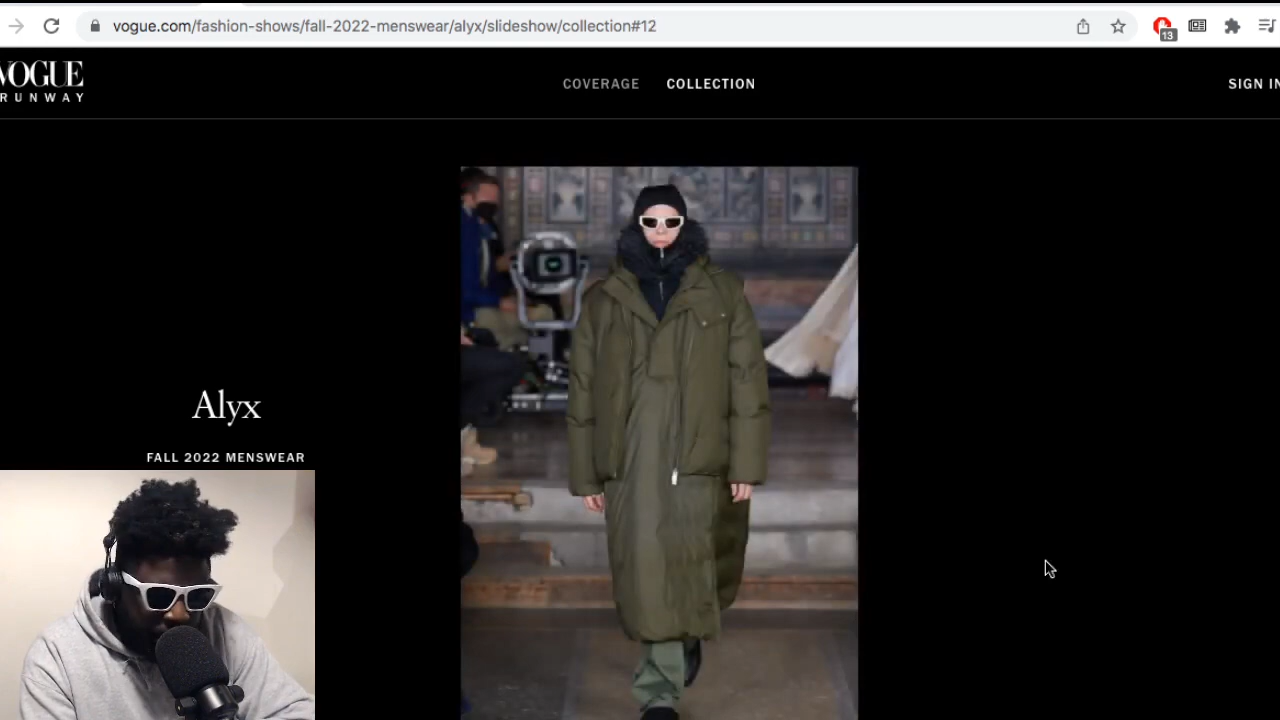 vogue.com/fashion-shows/fall-2022-menswear/alyx/slideshow/collection#12
13
VOGUE
RUNWAY
COVERAGE
COLLECTION
SIGN IN
Alyx
FALL 2022 MENSWEAR